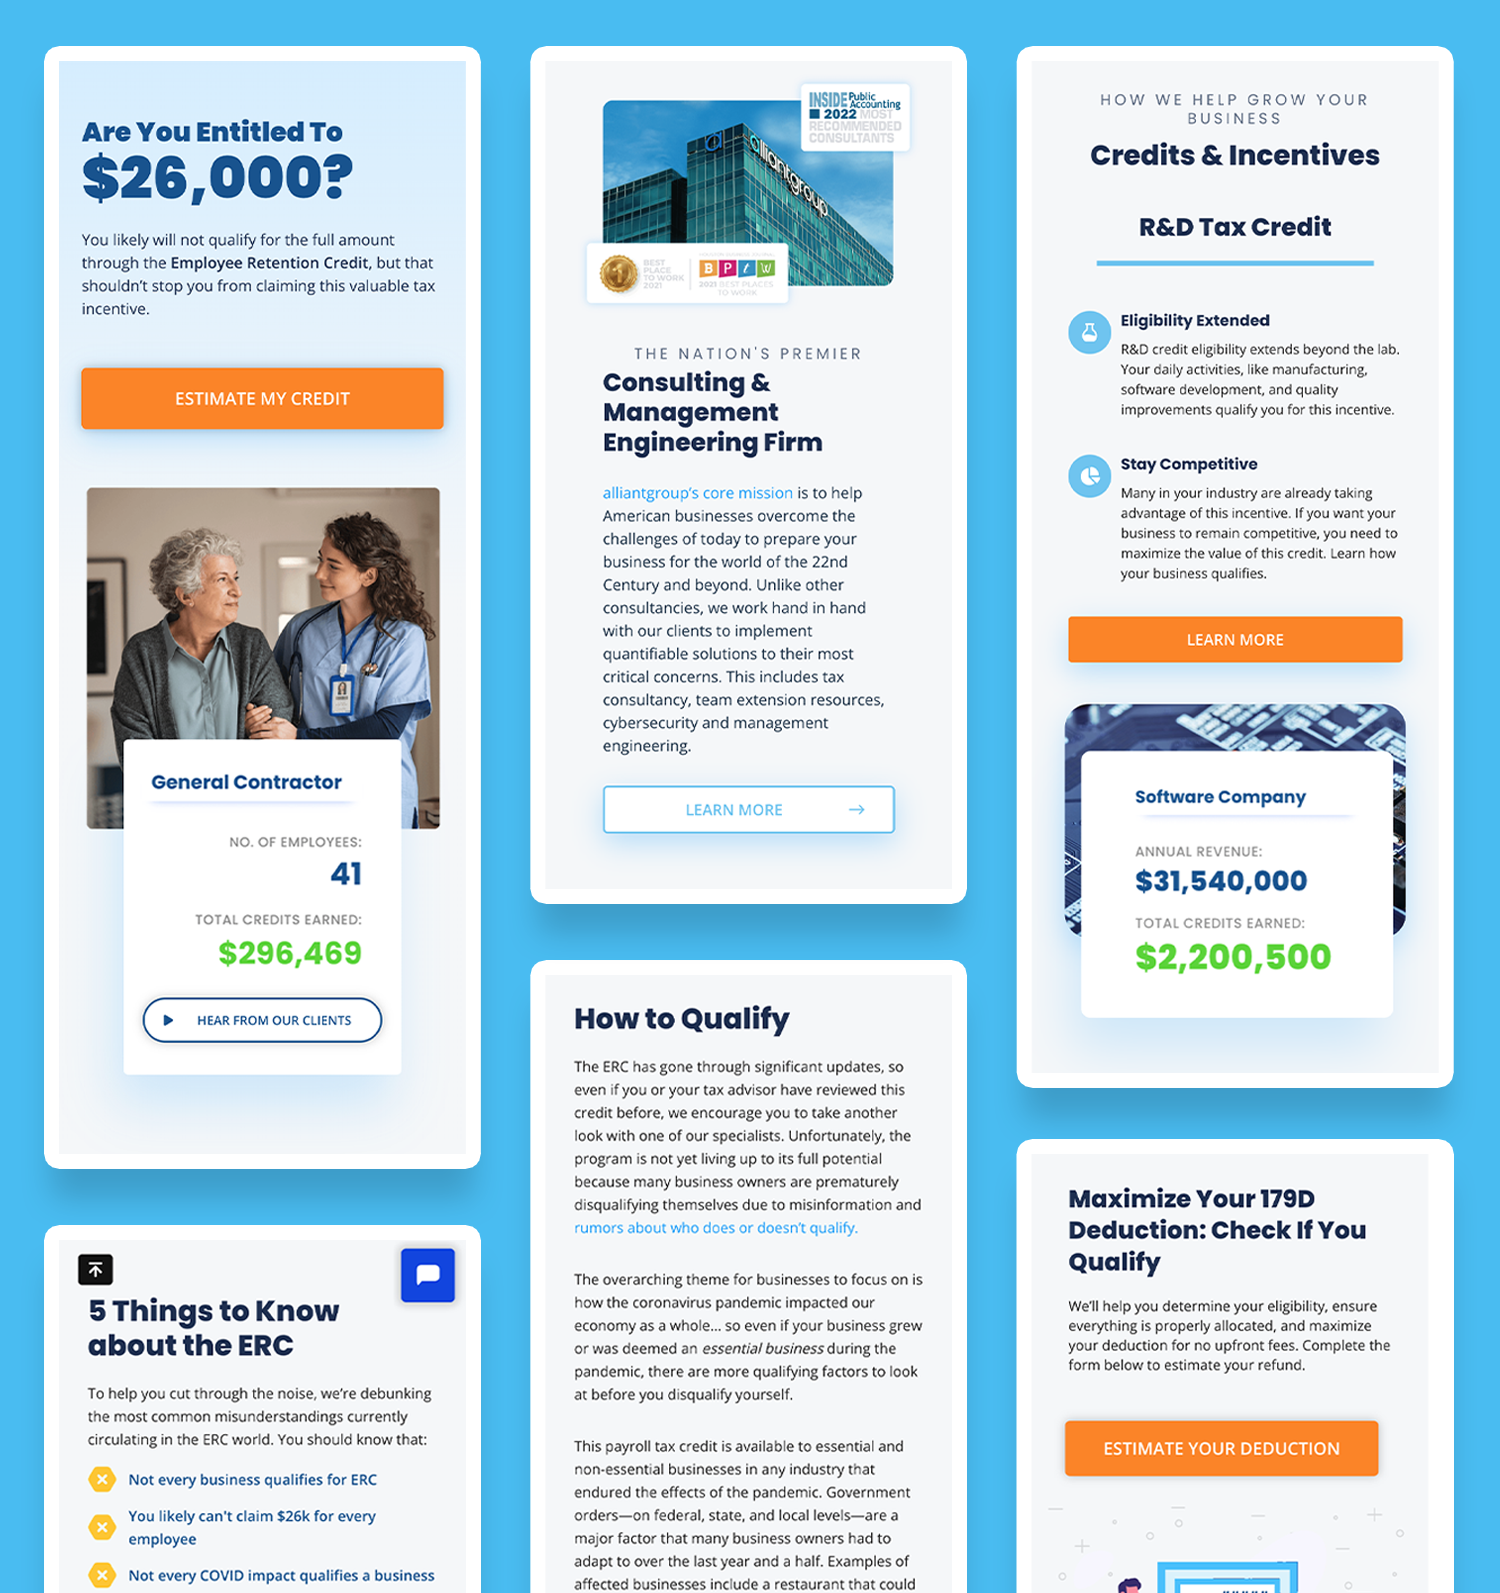 Are You Entitled To
$26,000?
You likely will not qualify for the full amount
through the Employee Retention Credit, but that
shouldn't stop you from claiming this valuable tax
incentive.
ESTIMATE MY CREDIT
General Contractor
NO. OF EMPLOYEES:
41
TOTAL CREDITS EARNED:
$296,469
HEAR FROM OUR CLIENTS
5 Things to Know
about the ERC
To help you cut through the noise, we're debunking
the most common misunderstandings currently
circulating in the ERC world. You should know that:
Not every business qualifies for ERC
You likely can't claim $26k for every
employee
Not every COVID impact qualifies a business
INSIDE Public
Accounting
2022 MOST
RECOMMENDED
CONSULTANTS
alliantgroup
1
BEST
PLACE
TO WORK
2021
BPTW
2021 BEST PLACES
TO WORK
THE NATION'S PREMIER
Consulting &
Management
Engineering Firm
alliantgroup's core mission is to help
American businesses overcome the
challenges of today to prepare your
business for the world of the 22nd
Century and beyond. Unlike other
consultancies, we work hand in hand
with our clients to implement
quantifiable solutions to their most
critical concerns. This includes tax
consultancy, team extension resources,
cybersecurity and management
engineering.
LEARN MORE
How to Qualify
The ERC has gone through significant updates, so
even if you or your tax advisor have reviewed this
credit before, we encourage you to take another
look with one of our specialists. Unfortunately, the
program is not yet living up to its full potential
because many business owners are prematurely
disqualifying themselves due to misinformation and
rumors about who does or doesn't qualify.
The overarching theme for businesses to focus on is
how the coronavirus pandemic impacted our
economy as a whole... so even if your business grew
or was deemed an essential business during the
pandemic, there are more qualifying factors to look
at before you disqualify yourself.
This payroll tax credit is available to essential and
non-essential businesses in any industry that
endured the effects of the pandemic. Government
orders—on federal, state, and local levels—are a
major factor that many business owners had to
adapt to over the last year and a half. Examples of
affected businesses include a restaurant that could
HOW WE HELP GROW YOUR
BUSINESS
Credits & Incentives
R&D Tax Credit
Eligibility Extended
R&D credit eligibility extends beyond the lab.
Your daily activities, like manufacturing,
software development, and quality
improvements qualify you for this incentive.
Stay Competitive
Many in your industry are already taking
advantage of this incentive. If you want your
business to remain competitive, you need to
maximize the value of this credit. Learn how
your business qualifies.
LEARN MORE
Software Company
ANNUAL REVENUE:
$31,540,000
TOTAL CREDITS EARNED:
$2,200,500
Maximize Your 179D
Deduction: Check If You
Qualify
We'll help you determine your eligibility, ensure
everything is properly allocated, and maximize
your deduction for no upfront fees. Complete the
form below to estimate your refund.
ESTIMATE YOUR DEDUCTION